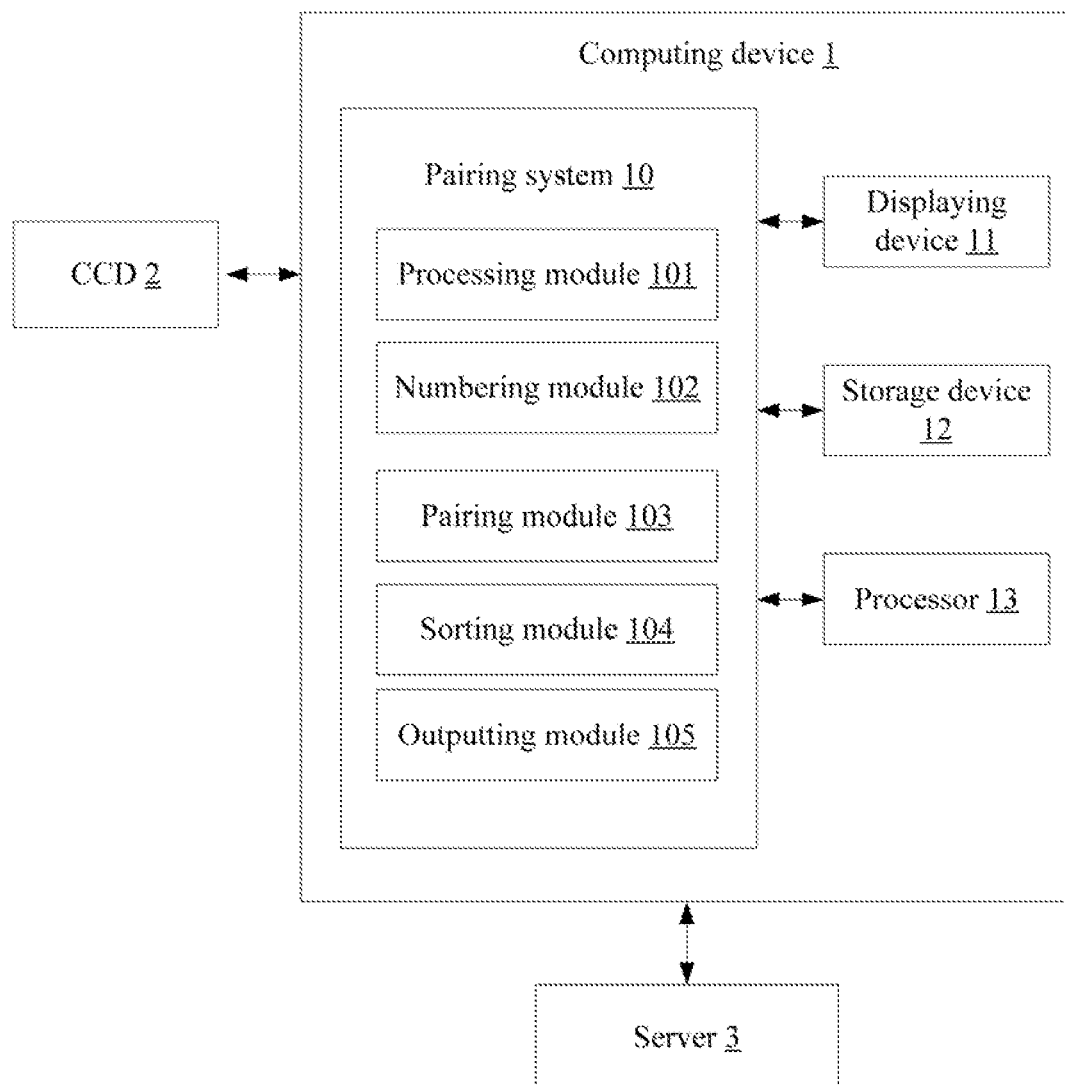 Computing device 1
Pairing system 10
Processing module 101
Numbering module 102
Pairing module 103
Sorting module 104
Outputting module 105
CCD 2
Displaying
device 11
Storage device
12
Processor 13
Server 3